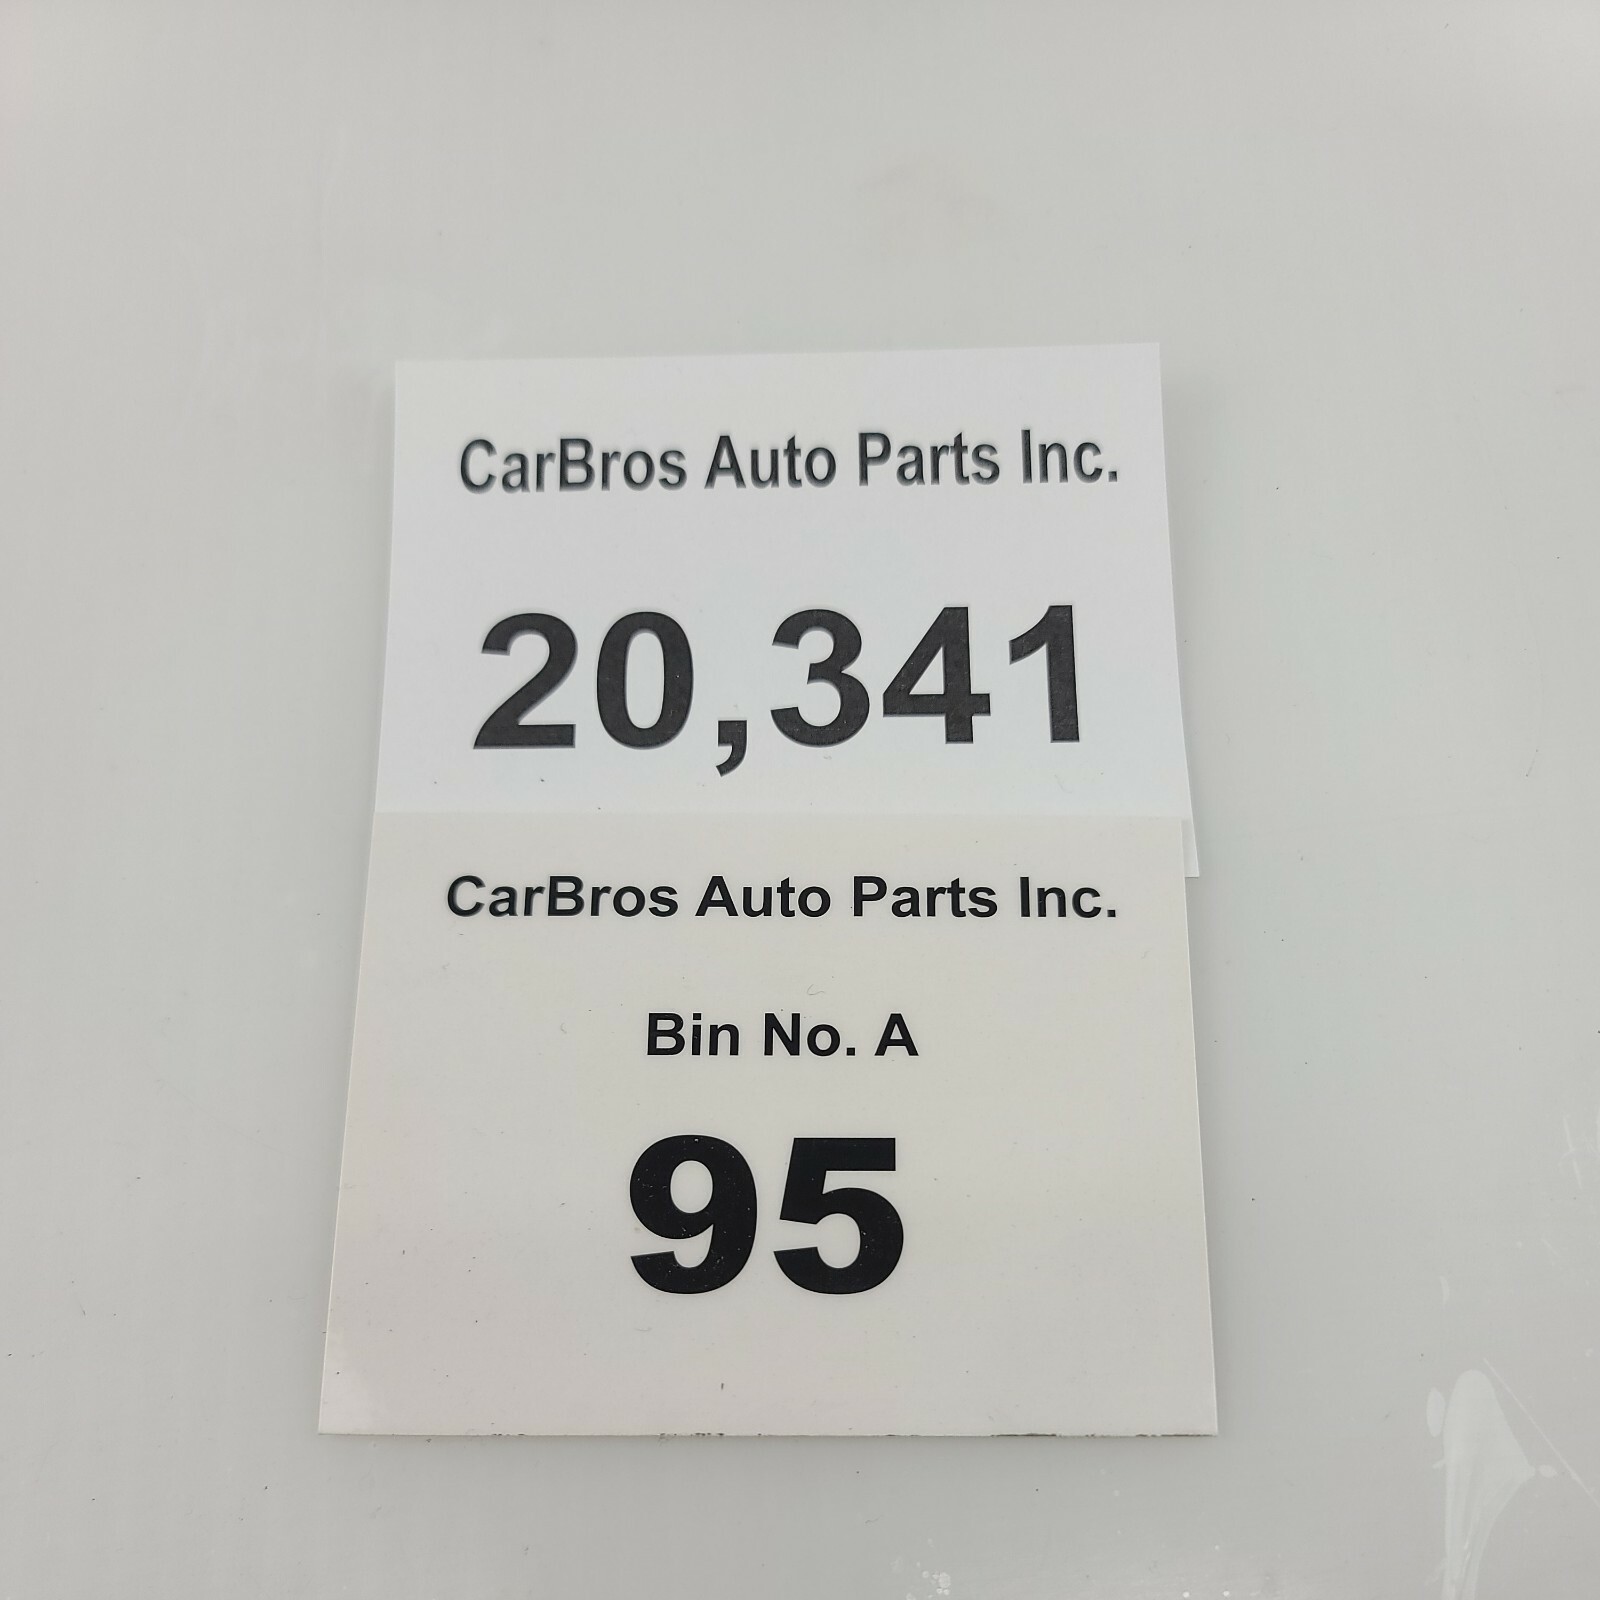 CarBros Auto Parts Inc.
20,341
CarBros Auto Parts Inc.
Bin No. A
95